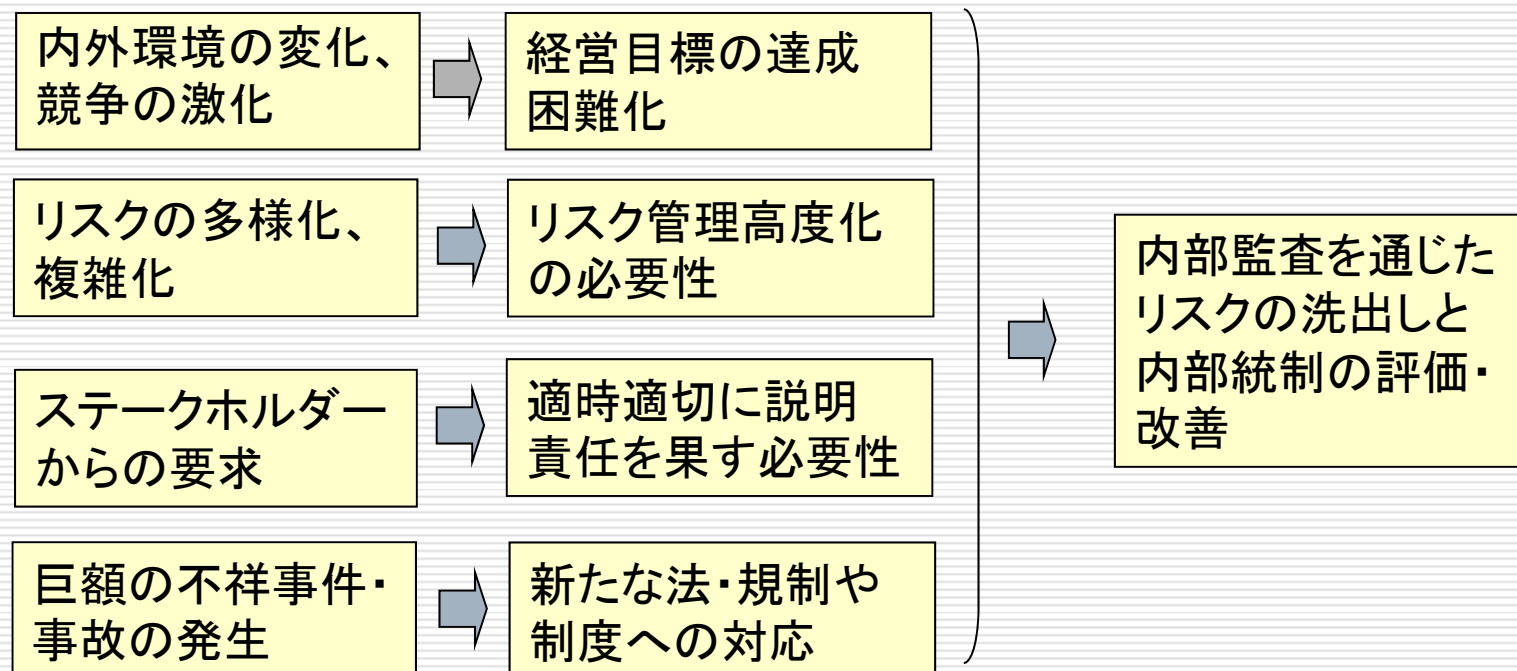 内外環境の変化、
競争の激化
経営目標の達成
困難化
リスクの多様化、
複雑化
リスク管理高度化
の必要性
ステークホルダー
からの要求
適時適切に説明
責任を果す必要性
巨額の不祥事件・
事故の発生
新たな法・規制や
制度への対応
内部監査を通じた
リスクの洗出しと
内部統制の評価・
改善